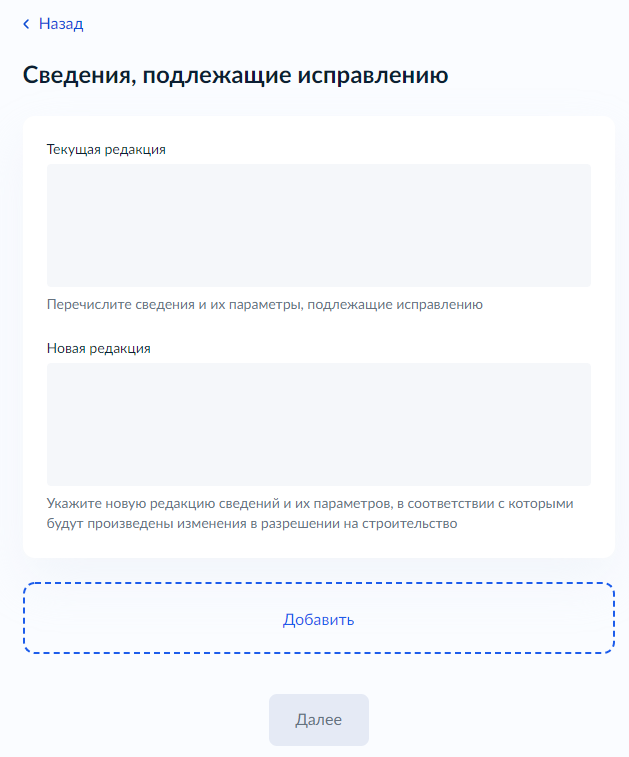 Назад
Сведения, подлежащие исправлению
Текущая редакция
Перечислите сведения и их параметры, подлежащие исправлению
Новая редакция
Укажите новую редакцию сведений и их параметров, в соответствии с которыми
будут произведены изменения в разрешении на строительство
Добавить
Далее